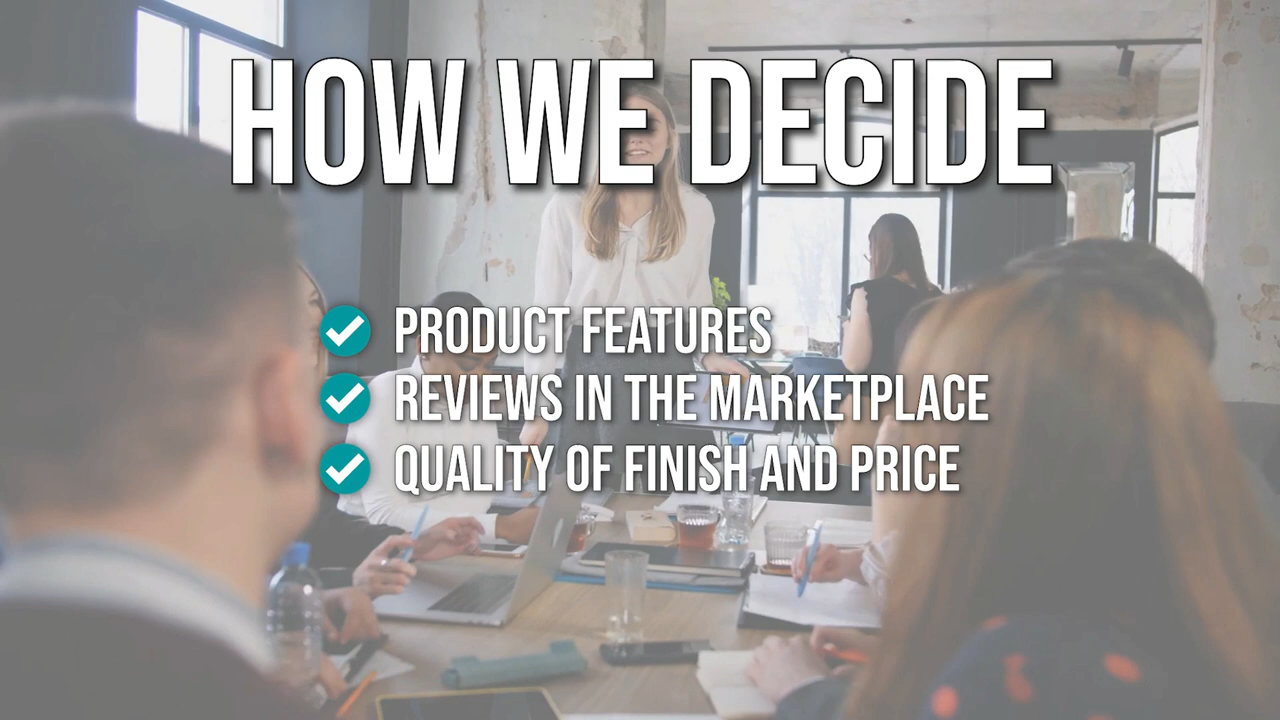 HOW WE DECIDE
PRODUCT FEATURES
REVIEWS IN THE MARKETPLACE
QUALITY OF FINISH AND PRICE